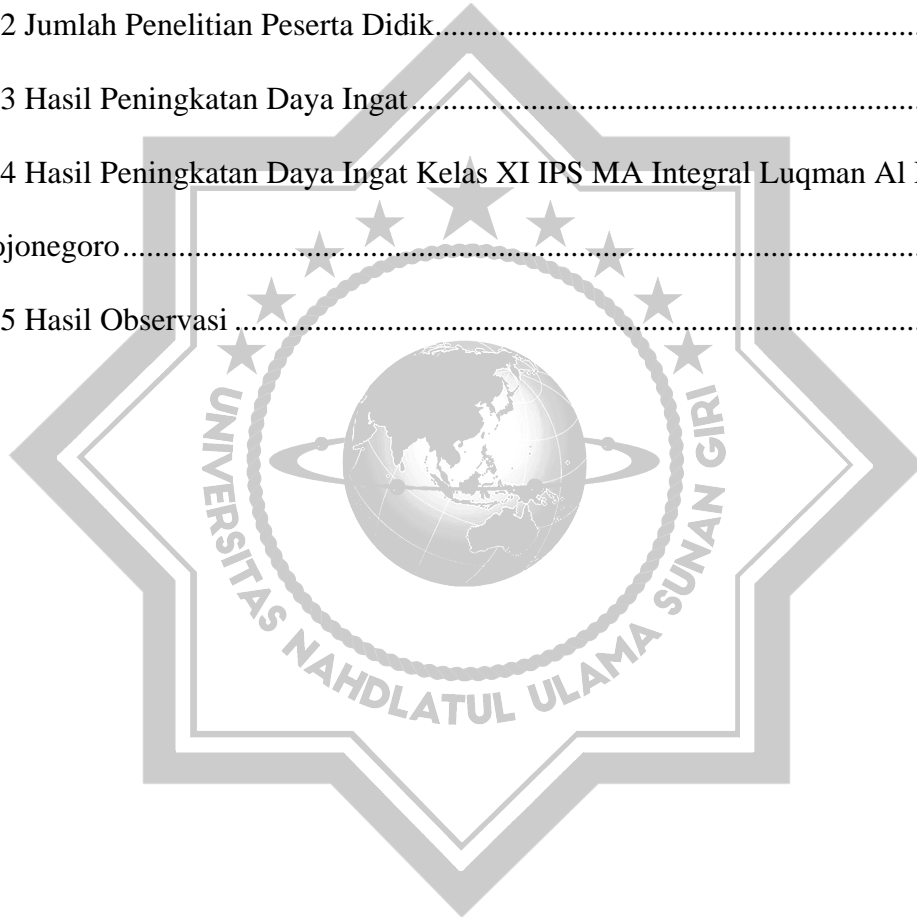 2 Jumlah Penelitian Peserta Didik
3 Hasil Peningkatan Daya Ingat
4 Hasil Peningkatan Daya Ingat Kelas XI IPS MA Integral Luqman Al
ojonegoro
5 Hasil Observasi
UNIVERSITAS NAHDLATUL ULAMA SUNAN GIRI